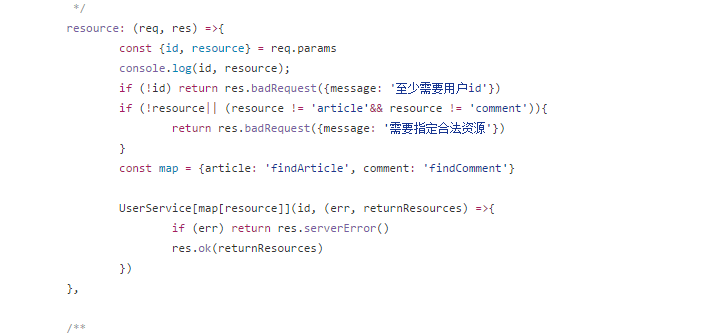 */
resource: (req, res) =>{
const {id, resource} = req.params
console.log(id, resource);
if (!id) return res.badRequest({message: '至少需要用户id'})
if (!resource|| (resource != 'article'&& resource != 'comment')){
return res.badRequest({message: '需要指定合法资源'})
}
const map = {article: 'findArticle', comment: 'findComment'}
UserService[map[resource]](id, (err, returnResources) =>{
if (err) return res.serverError()
res.ok(returnResources)
})
},
/**